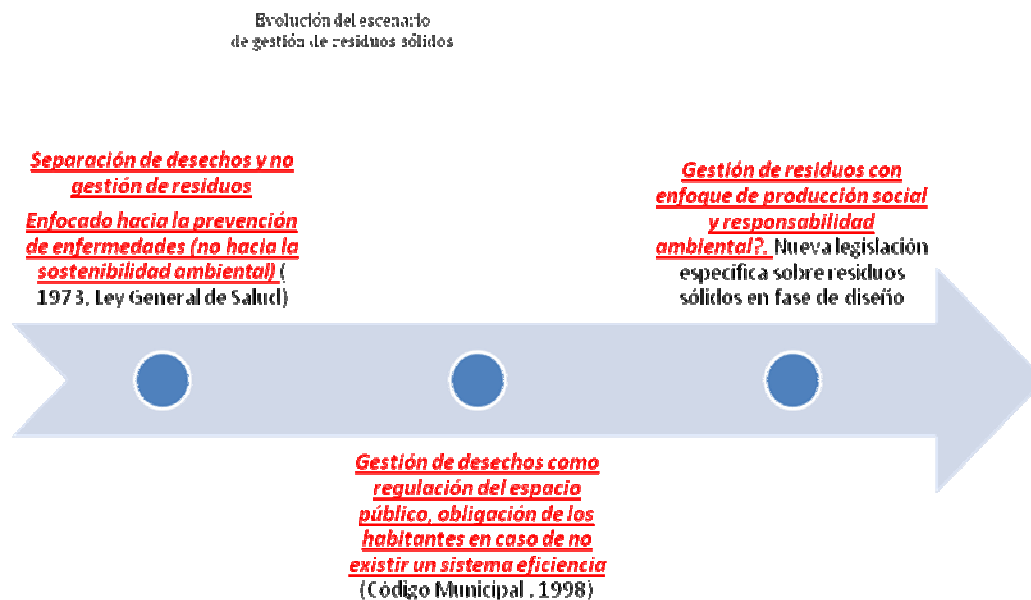 Evolución del escenario
de gestión de residuos sólidos
Separación de desechos y no
gestión de residuos
Enfocado hacia la prevención
de enfermedades (no hacia la
sostenibilidad ambiental) (
1973, Ley General de Salud)
Gestión de desechos como
regulación del espacio
público, obligación de los
habitantes en caso de no
existir un sistema eficiencia
(Código Municipal , 1998)
Gestión de residuos con
enfoque de producción social
y responsabilidad
ambiental?. Nueva legislación
específica sobre residuos
sólidos en fase de diseño